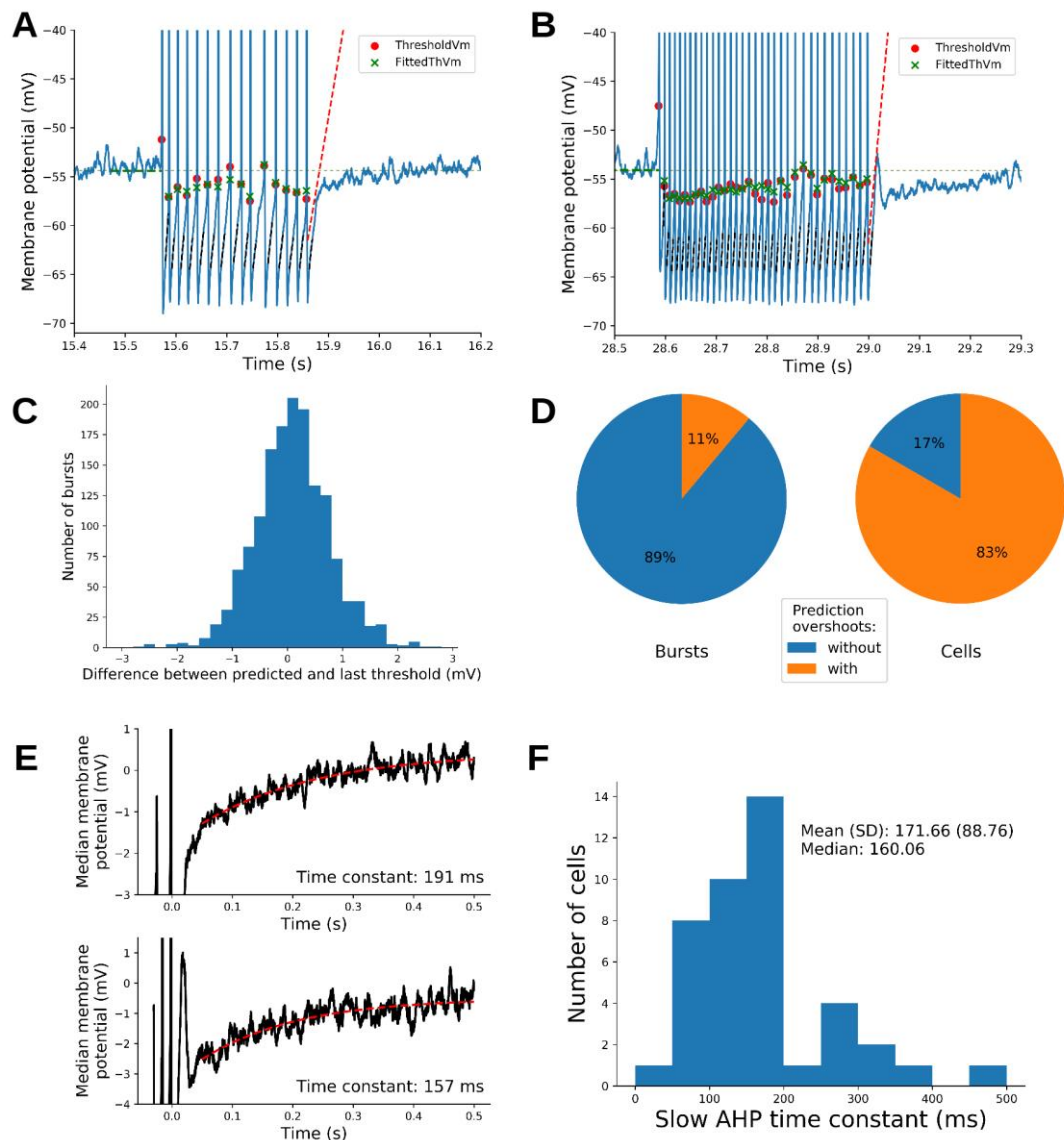 A
Membrane potential (mV)
−40
−45
−50
−55
−60
−65
−70
ThresholdVm
FittedThVm
15.4
15.5
15.6
15.7
15.8
15.9
16.0
16.1
16.2
Time (s)
B
Membrane potential (mV)
−40
−45
−50
−55
−60
−65
−70
ThresholdVm
FittedThVm
28.5
28.6
28.7
28.8
28.9
29.0
29.1
29.2
29.3
Time (s)
C
Number of bursts
200
175
150
125
100
75
50
25
0
−3
−2
−1
0
1
2
3
Difference between predicted and last threshold (mV)
D
11%
89%
17%
83%
Bursts
Cells
Prediction
overshoots:
without
with
E
Median membrane
potential (mV)
1
0
−1
−2
−3
Time constant: 191 ms
0.0
0.1
0.2
0.3
0.4
0.5
Time (s)
Median membrane
potential (mV)
1
0
−1
−2
−3
−4
Time constant: 157 ms
0.0
0.1
0.2
0.3
0.4
0.5
Time (s)
F
Number of cells
14
12
10
8
6
4
2
0
Mean (SD): 171.66 (88.76)
Median: 160.06
0
100
200
300
400
500
Slow AHP time constant (ms)